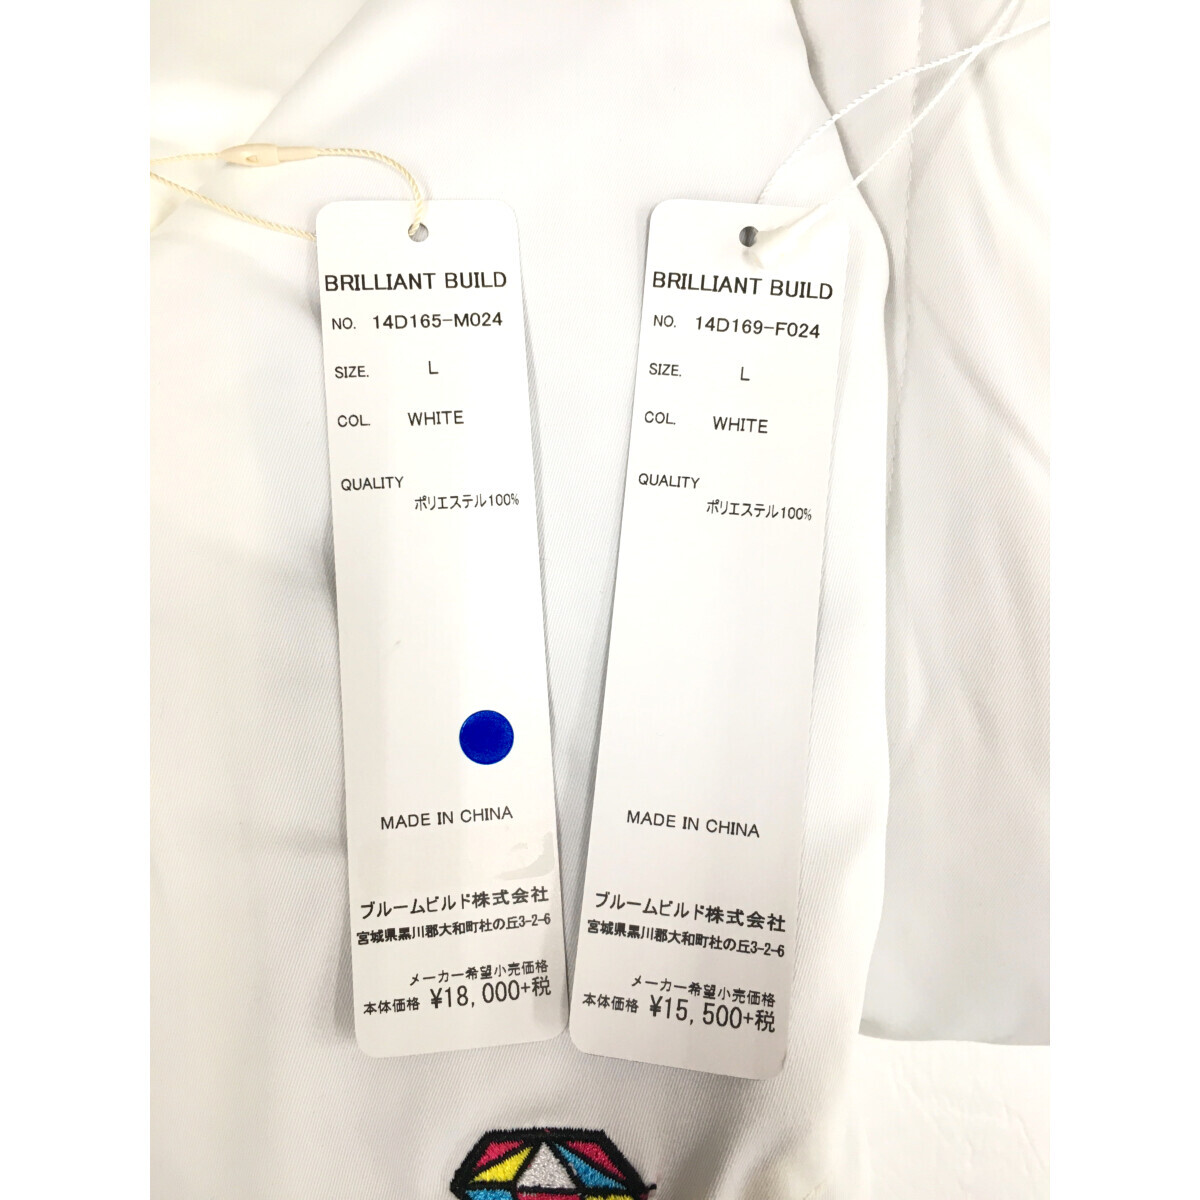 BRILLIANT BUILD
NO. 14D165-M024
SIZE. L
COL. WHITE
QUALITY
ポリエステル100%
MADE IN CHINA
ブルームビルド株式会社
宮城県黒川郡大和町杜の丘3-2-6
メーカー希望小売価格
本体価格 ¥18,000+税
BRILLIANT BUILD
NO. 14D169-F024
SIZE. L
COL. WHITE
QUALITY
ポリエステル100%
MADE IN CHINA
ブルームビルド株式会社
宮城県黒川郡大和町杜の丘3-2-6
メーカー希望小売価格
本体価格 ¥15,500+税